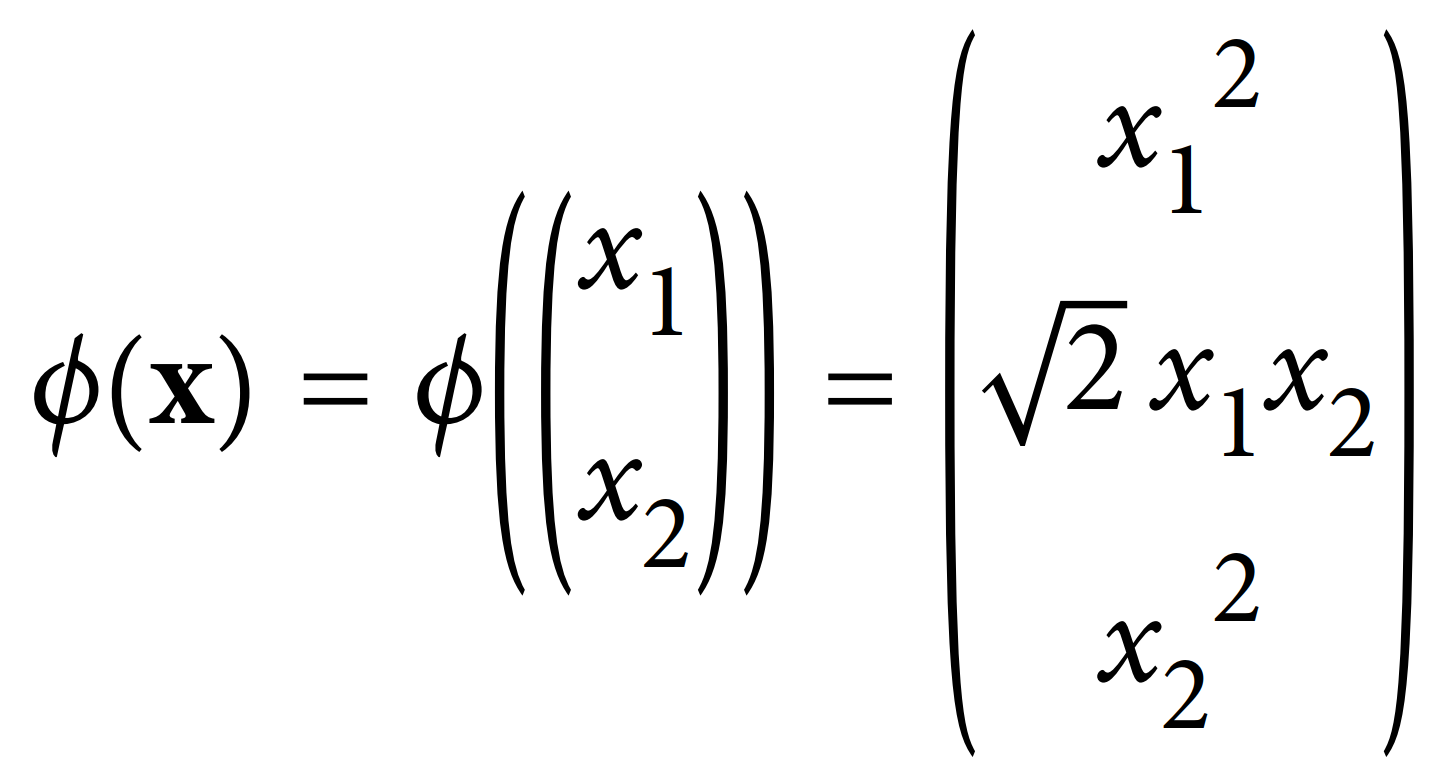 ϕ(𝐱) = ϕ((x₁ x₂)) = (x₁² √2 x₁x₂ x₂²)